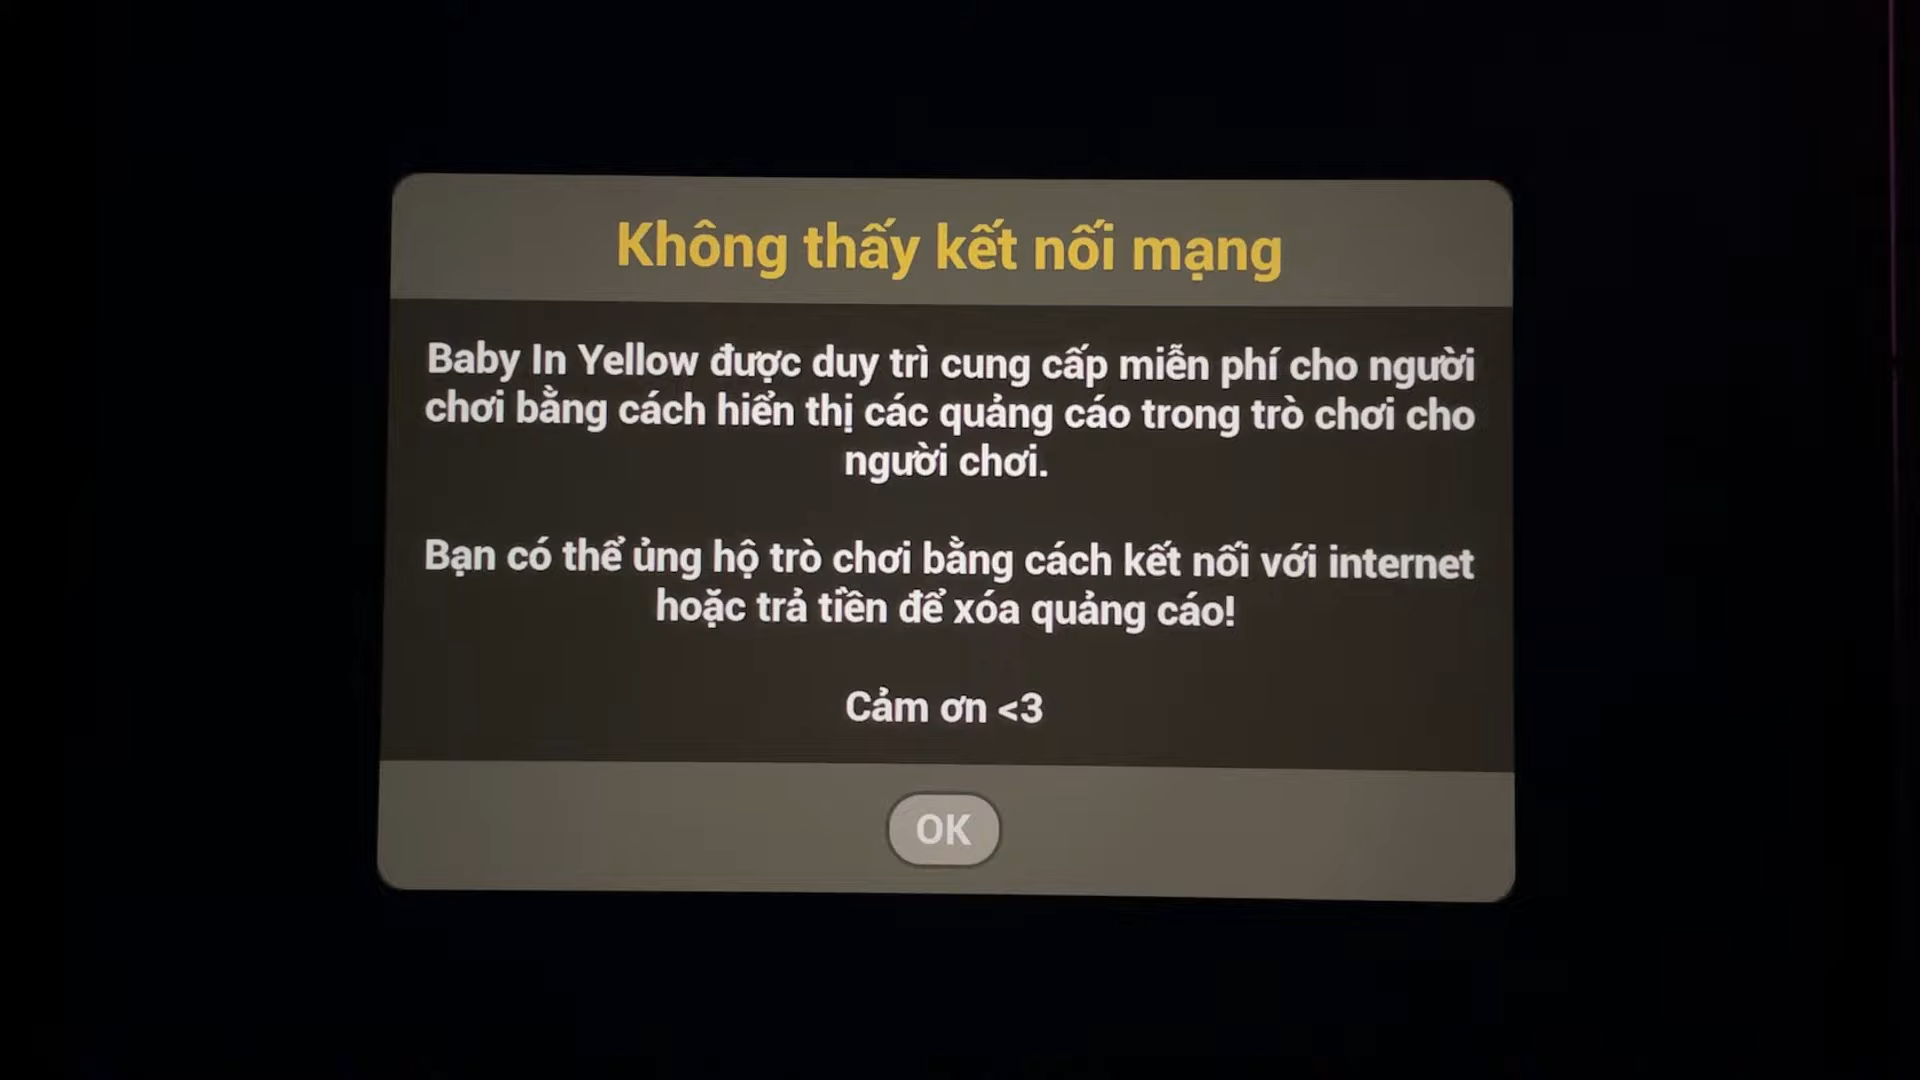 Không thấy kết nối mạng
Baby In Yellow được duy trì cung cấp miễn phí cho người
chơi bằng cách hiển thị các quảng cáo trong trò chơi cho
người chơi.
Bạn có thể ủng hộ trò chơi bằng cách kết nối với internet
hoặc trả tiền để xóa quảng cáo!
Cảm ơn <3
OK